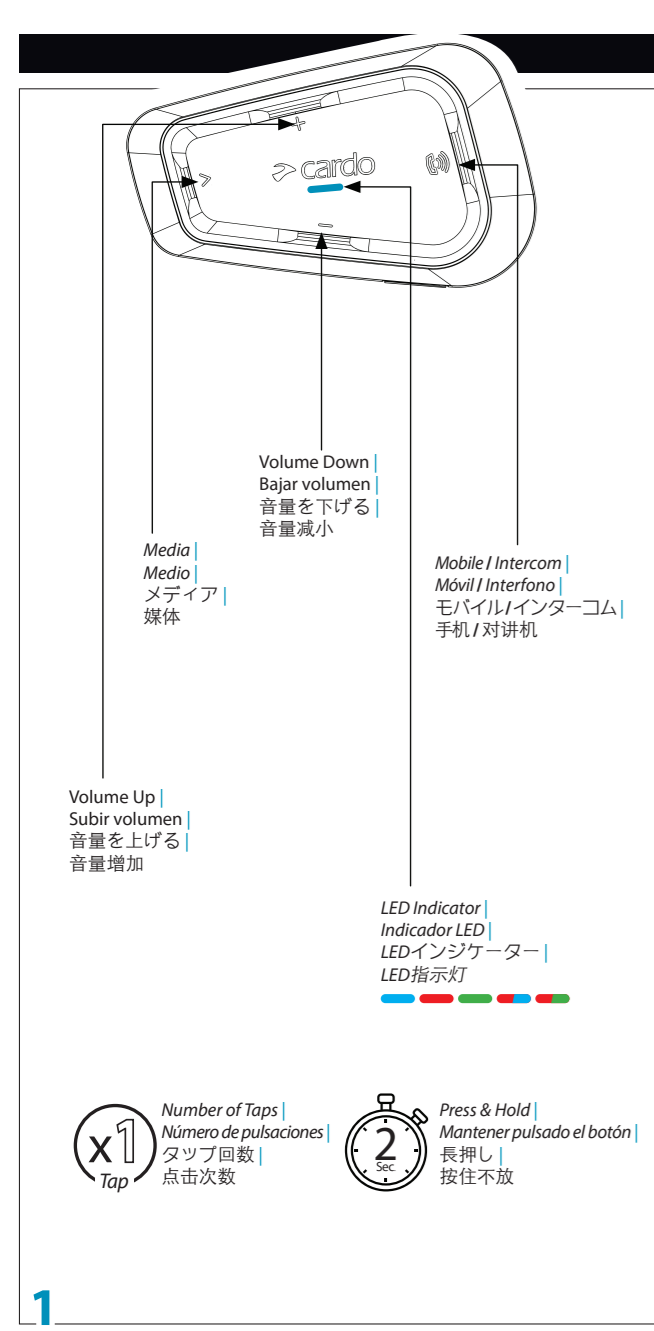 cardo
Volume Down |
Bajar volumen |
音量を下げる |
音量减小
Media |
Medio |
メディア |
媒体
Mobile / Intercom |
Móvil / Interfono |
モバイル/インターコム |
手机 / 对讲机
Volume Up |
Subir volumen |
音量を上げる |
音量增加
LED Indicator |
Indicador LED |
LEDインジケーター |
LED指示灯
x1
Tap
Number of Taps |
Número de pulsaciones |
タップ回数 |
点击次数
2
Sec.
Press & Hold |
Mantener pulsado el botón |
長押し |
按住不放
1